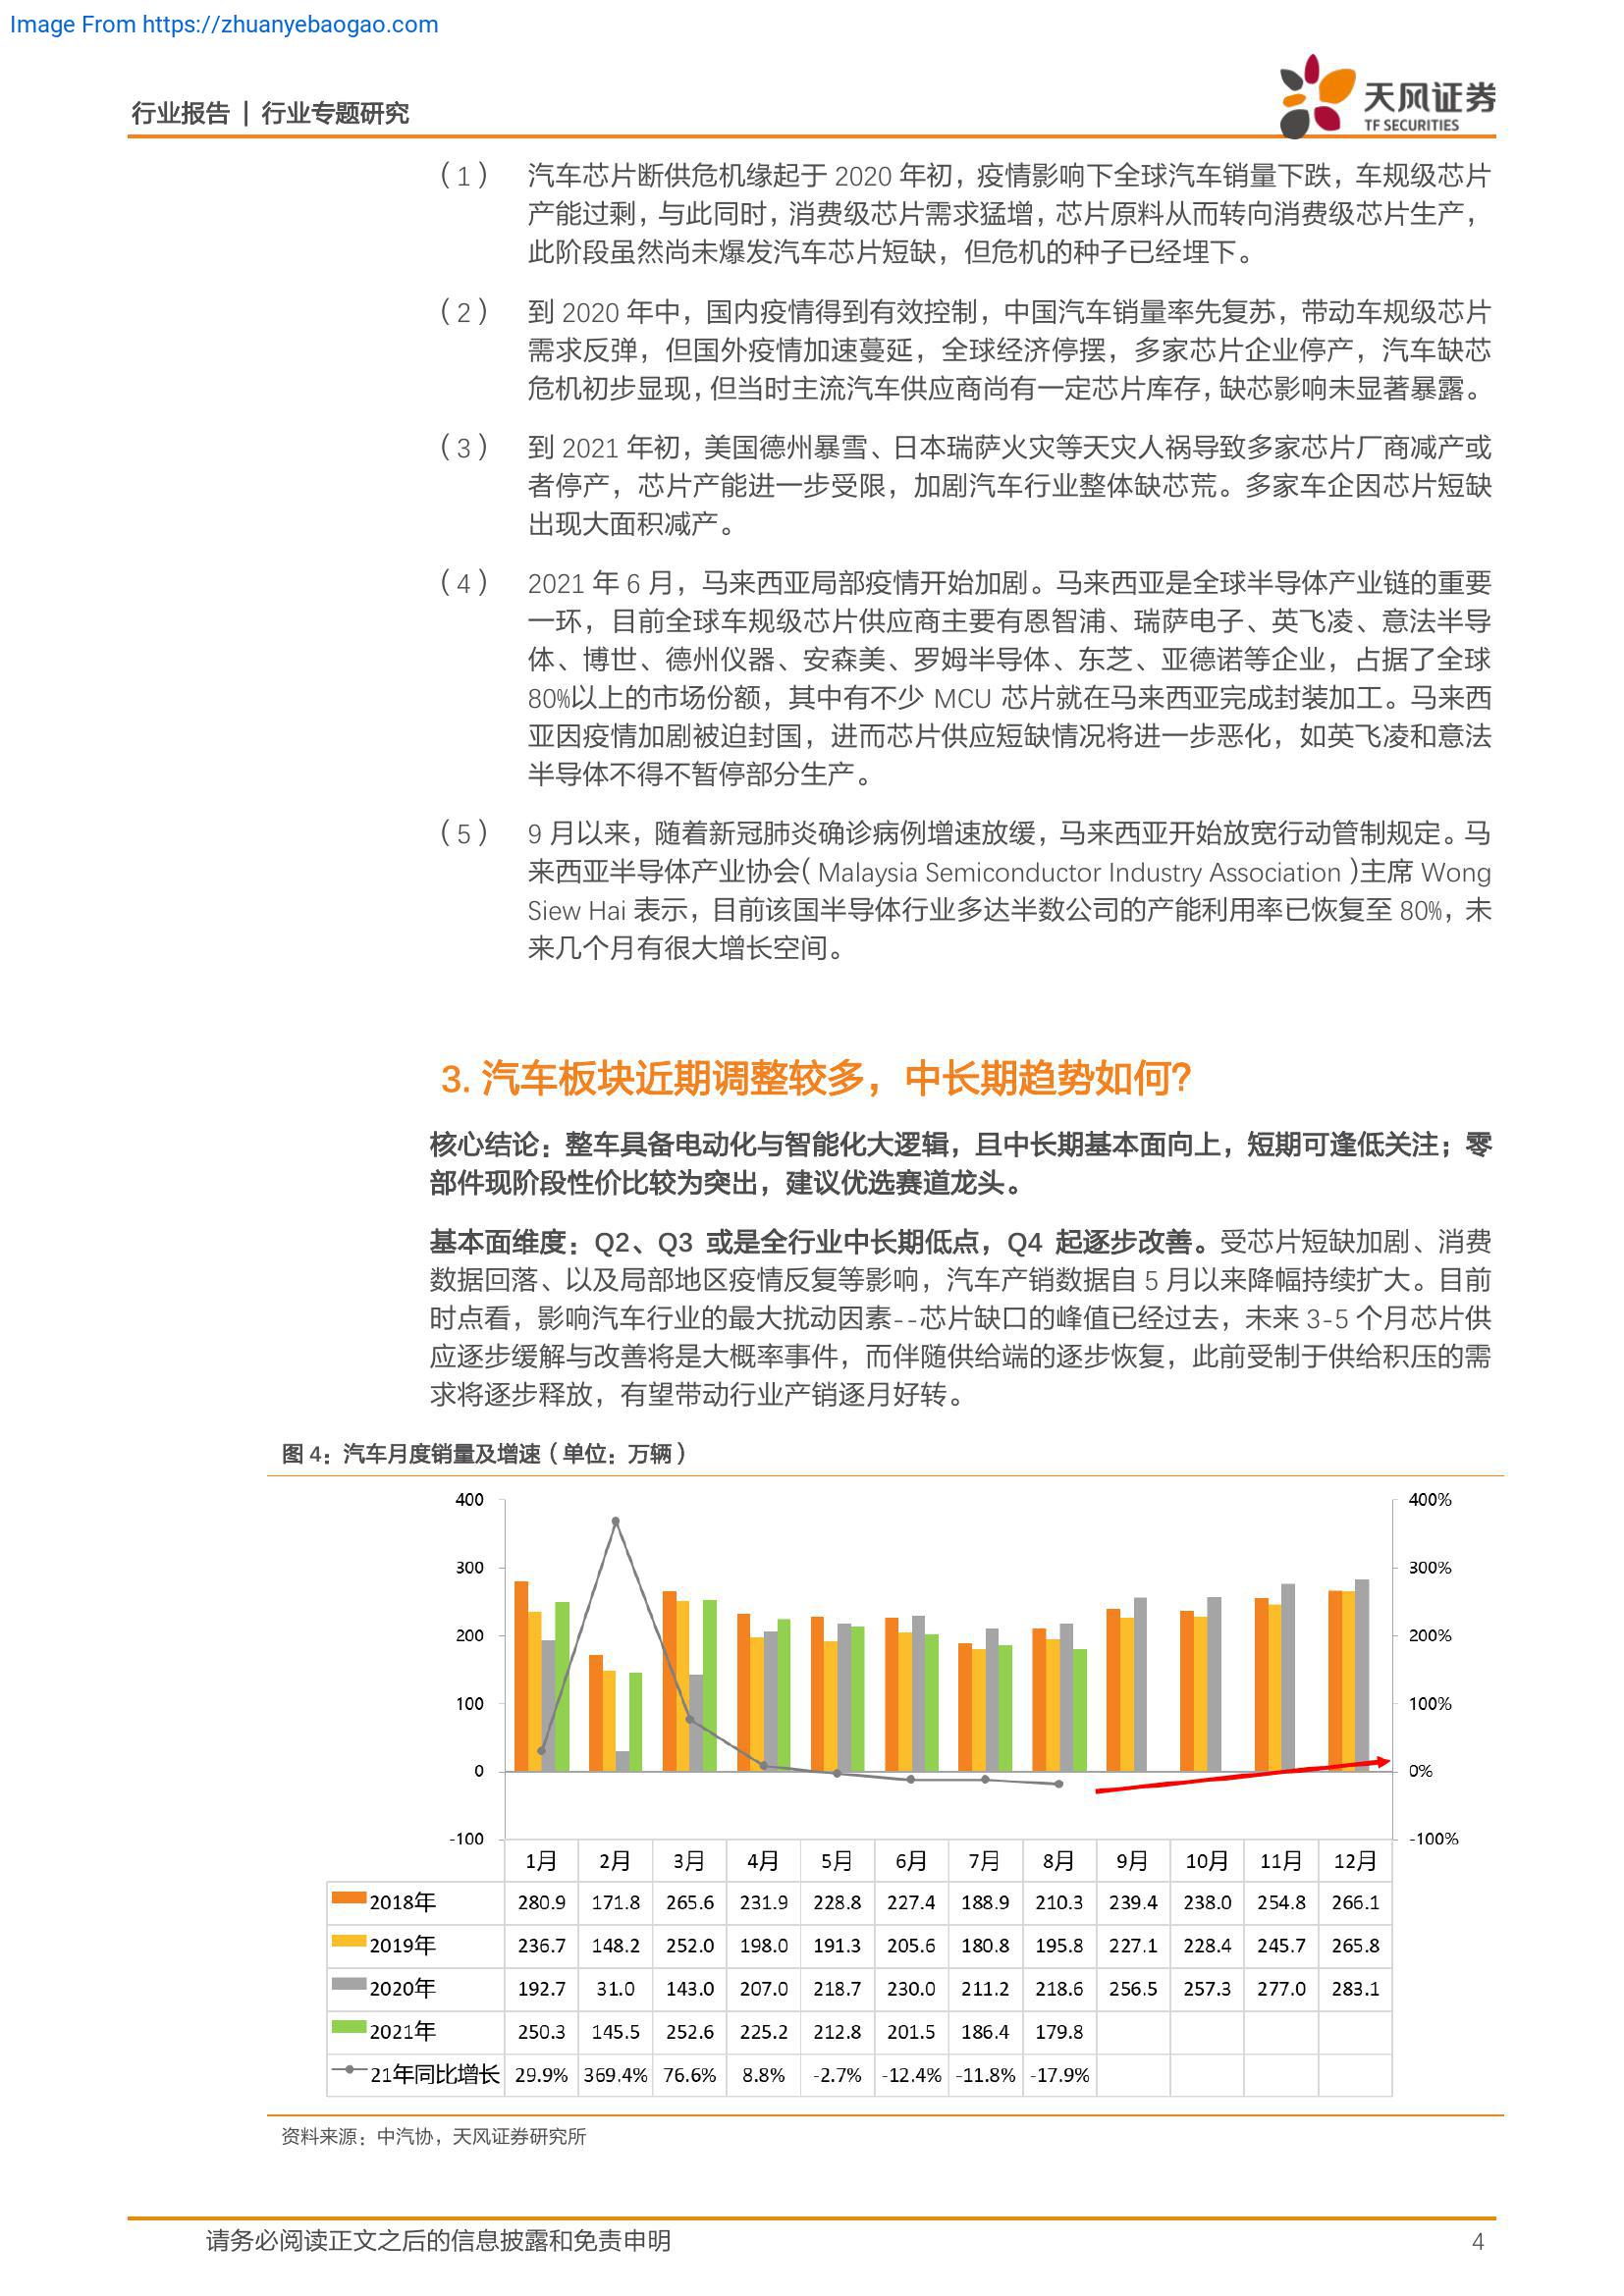 Image From https://zhuanyebaogao.com
行业报告 | 行业专题研究
天风证券
TF SECURITIES
（1） 汽车芯片断供危机缘起于 2020 年初，疫情影响下全球汽车销量下跌，车规级芯片
产能过剩，与此同时，消费级芯片需求猛增，芯片原料从而转向消费级芯片生产，
此阶段虽然尚未爆发汽车芯片短缺，但危机的种子已经埋下。
（2） 到 2020 年中，国内疫情得到有效控制，中国汽车销量率先复苏，带动车规级芯片
需求反弹，但国外疫情加速蔓延，全球经济停摆，多家芯片企业停产，汽车缺芯
危机初步显现，但当时主流汽车供应商尚有一定芯片库存，缺芯影响未显著暴露。
（3） 到 2021 年初，美国德州暴雪、日本瑞萨火灾等天灾人祸导致多家芯片厂商减产或
者停产，芯片产能进一步受限，加剧汽车行业整体缺芯荒。多家车企因芯片短缺
出现大面积减产。
（4） 2021 年 6 月，马来西亚局部疫情开始加剧。马来西亚是全球半导体产业链的重要
一环，目前全球车规级芯片供应商主要有恩智浦、瑞萨电子、英飞凌、意法半导
体、博世、德州仪器、安森美、罗姆半导体、东芝、亚德诺等企业，占据了全球
80%以上的市场份额，其中有不少 MCU 芯片就在马来西亚完成封装加工。马来西
亚因疫情加剧被迫封国，进而芯片供应短缺情况将进一步恶化，如英飞凌和意法
半导体不得不暂停部分生产。
（5） 9 月以来，随着新冠肺炎确诊病例增速放缓，马来西亚开始放宽行动管制规定。马
来西亚半导体产业协会（Malaysia Semiconductor Industry Association）主席 Wong
Siew Hai 表示，目前该国半导体行业多达半数公司的产能利用率已恢复至 80%，未
来几个月有很大增长空间。
3. 汽车板块近期调整较多，中长期趋势如何？
核心结论：整车具备电动化与智能化大逻辑，且中长期基本面向上，短期可逢低关注；零
部件现阶段性价比较为突出，建议优选赛道龙头。
基本面维度：Q2、Q3 或是全行业中长期低点，Q4 起逐步改善。受芯片短缺加剧、消费
数据回落、以及局部地区疫情反复等影响，汽车产销数据自 5 月以来降幅持续扩大。目前
时点看，影响汽车行业的最大扰动因素--芯片缺口的峰值已经过去，未来 3-5 个月芯片供
应逐步缓解与改善将是大概率事件，而伴随供给端的逐步恢复，此前受制于供给积压的需
求将逐步释放，有望带动行业产销逐月好转。
图 4：汽车月度销量及增速（单位：万辆）
400 400%
300 300%
200 200%
100 100%
0 0%
-100 -100%
1月 2月 3月 4月 5月 6月 7月 8月 9月 10月 11月 12月
2018年 280.9 171.8 265.6 231.9 228.8 227.4 188.9 210.3 239.4 238.0 254.8 266.1
2019年 236.7 148.2 252.0 198.0 191.3 205.6 180.8 195.8 227.1 228.4 245.7 265.8
2020年 192.7 31.0 143.0 207.0 218.7 230.0 211.2 218.6 256.5 257.3 277.0 283.1
2021年 250.3 145.5 252.6 225.2 212.8 201.5 186.4 179.8
21年同比增长 29.9% 369.4% 76.6% 8.8% -2.7% -12.4% -11.8% -17.9%
资料来源：中汽协，天风证券研究所
请务必阅读正文之后的信息披露和免责申明 4